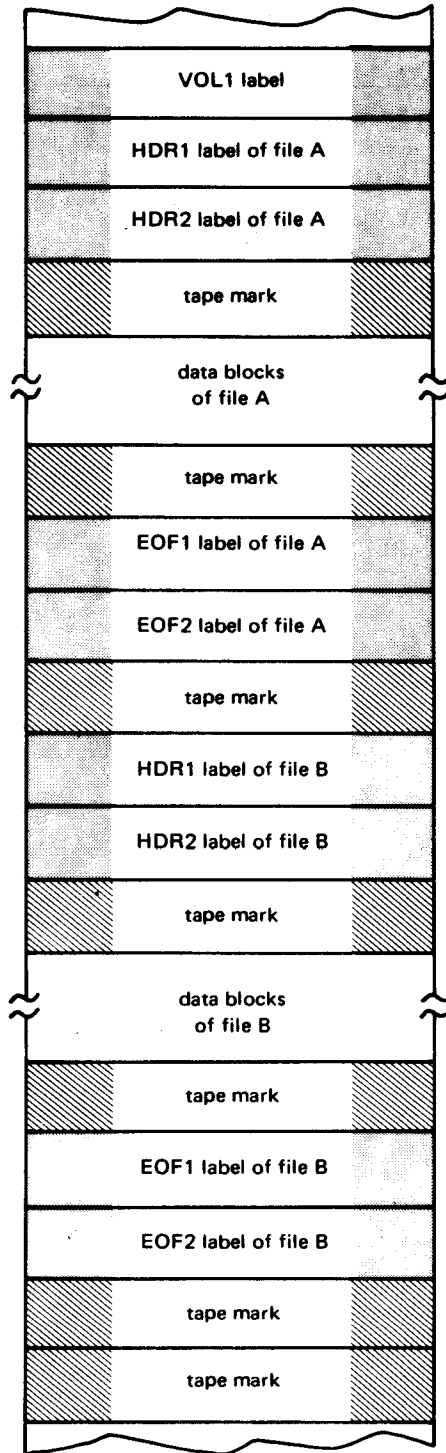 VOL1 label
HDR1 label of file A
HDR2 label of file A
tape mark
data blocks
of file A
tape mark
EOF1 label of file A
EOF2 label of file A
tape mark
HDR1 label of file B
HDR2 label of file B
tape mark
data blocks
of file B
tape mark
EOF1 label of file B
EOF2 label of file B
tape mark
tape mark